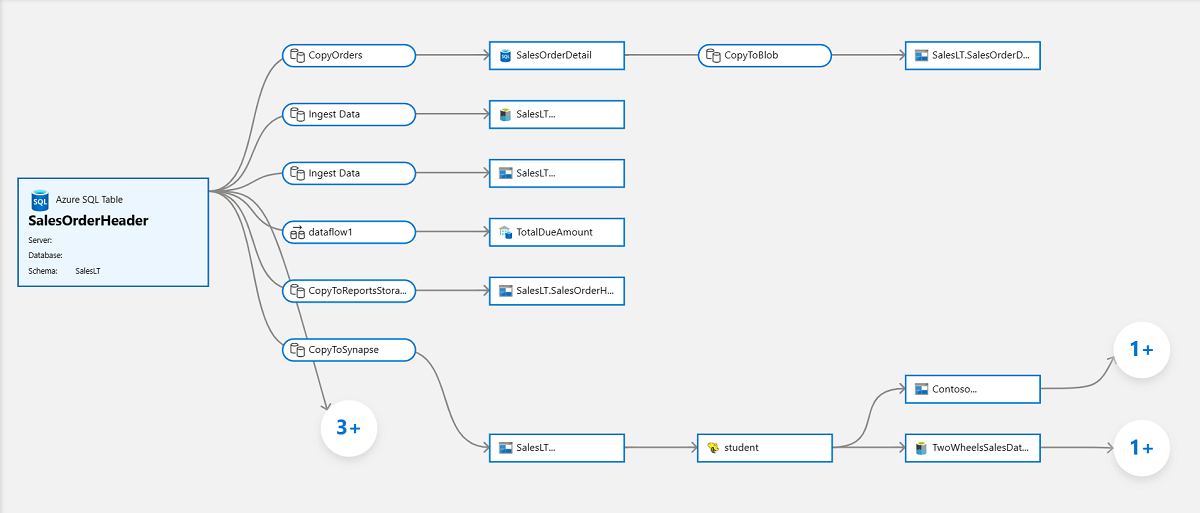 CopyOrders
SalesOrderDetail
CopyToBlob
SalesLT.SalesOrderD...
Ingest Data
SalesLT...
Ingest Data
SalesLT...
SQL Azure SQL Table
SalesOrderHeader
Server:
Database:
Schema: SalesLT
dataflow1
TotalDueAmount
CopyToReportsStora...
SalesLT.SalesOrderH...
CopyToSynapse
1+
Contoso...
3+
SalesLT...
student
TwoWheelsSalesDat...
1+